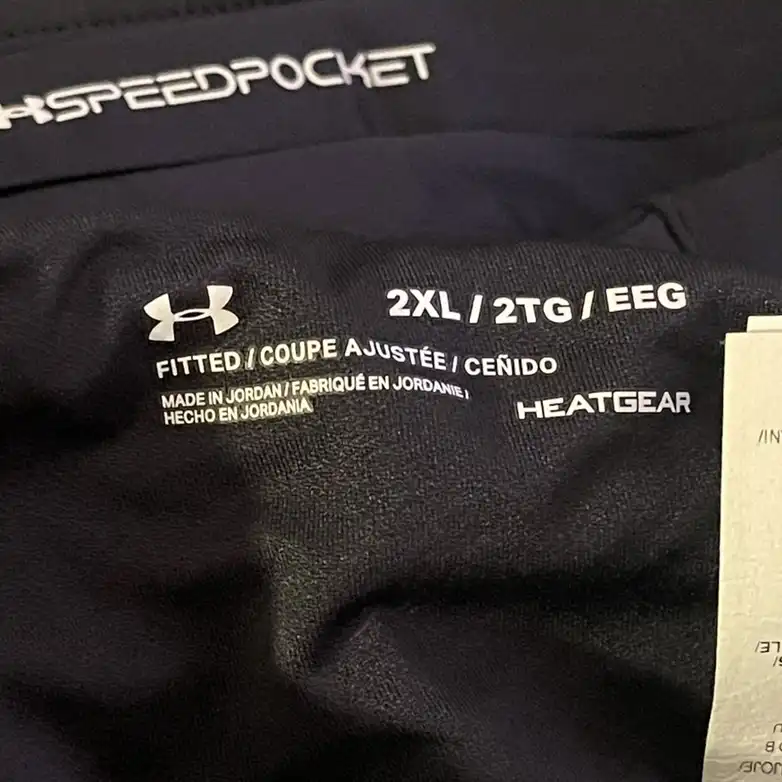 SPEEDPOCKET
2XL / 2TG / EEG
FITTED / COUPE AJUSTÉE / CEÑIDO
MADE IN JORDAN / FABRIQUÉ EN JORDANIE /
HECHO EN JORDANIA
HEATGEAR